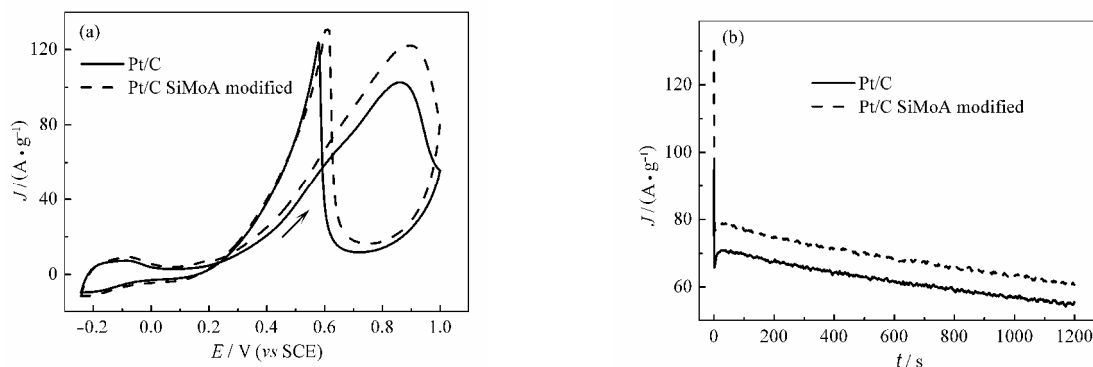 (a)
Pt/C
Pt/C SiMoA modified
J / (A • g⁻¹)
120
80
40
0
-0.2 0.0 0.2 0.4 0.6 0.8 1.0
E / V (vs SCE)
(b)
Pt/C
Pt/C SiMoA modified
J / (A • g⁻¹)
120
100
80
60
0 200 400 600 800 1000 1200
t / s